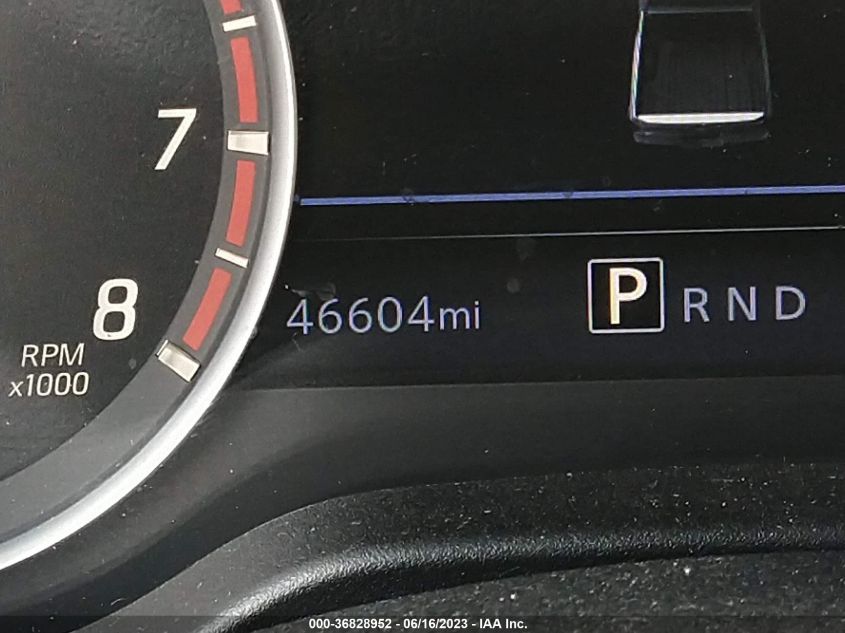 7
8
RPM
x1000
46604mi
P R N D
000-36828952 - 06/16/2023 - IAA Inc.